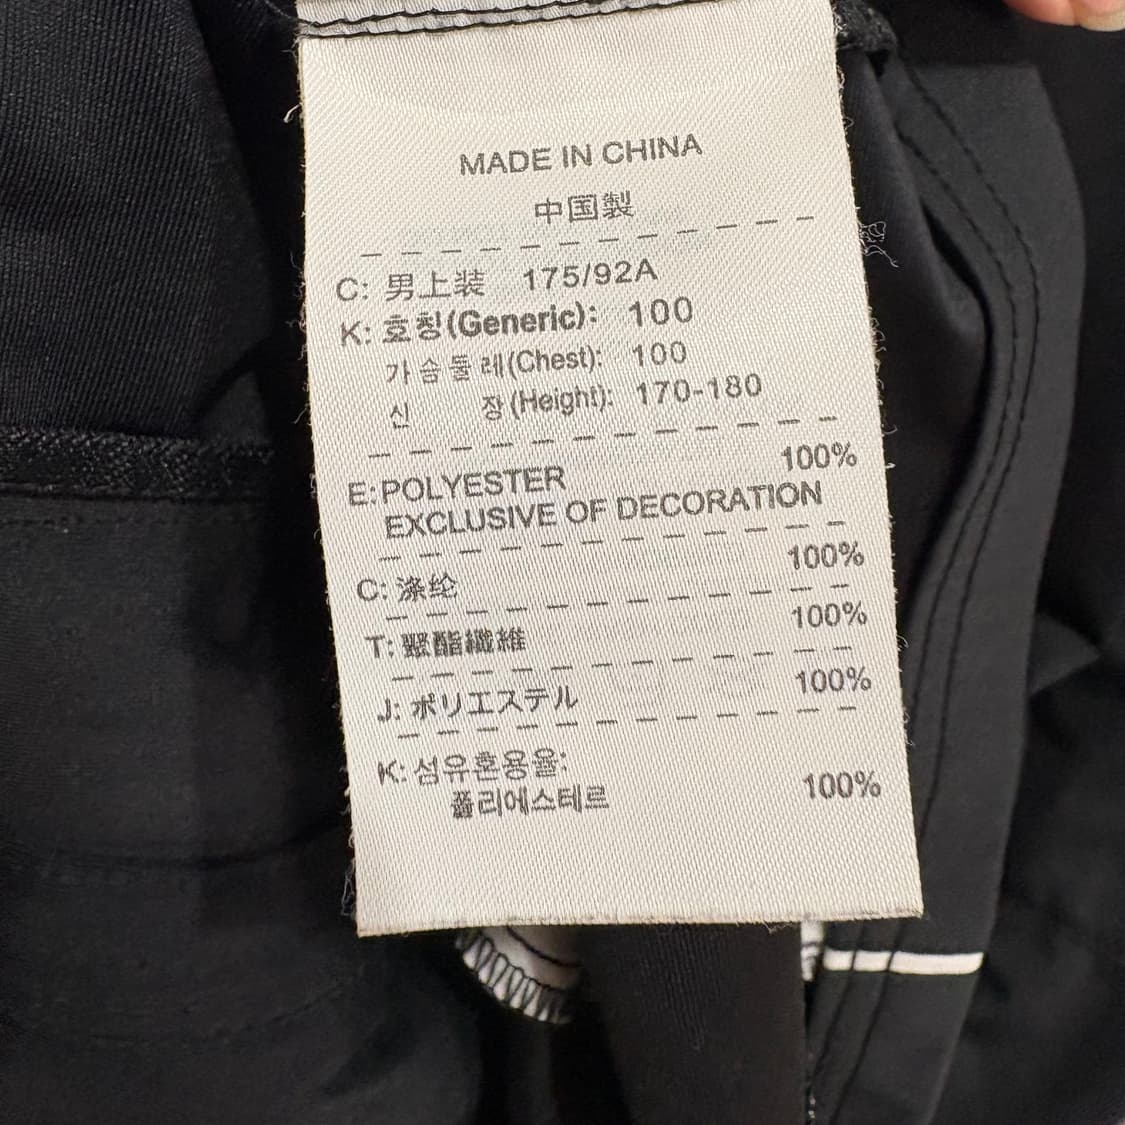 MADE IN CHINA
中国製
C: 男上装 175/92A
K: 호칭(Generic): 100
가슴둘레(Chest): 100
신 장(Height): 170-180
E: POLYESTER 100%
EXCLUSIVE OF DECORATION
C: 涤纶 100%
T: 聚酯纖維 100%
J: ポリエステル 100%
K: 섬유혼용율:
폴리에스테르 100%